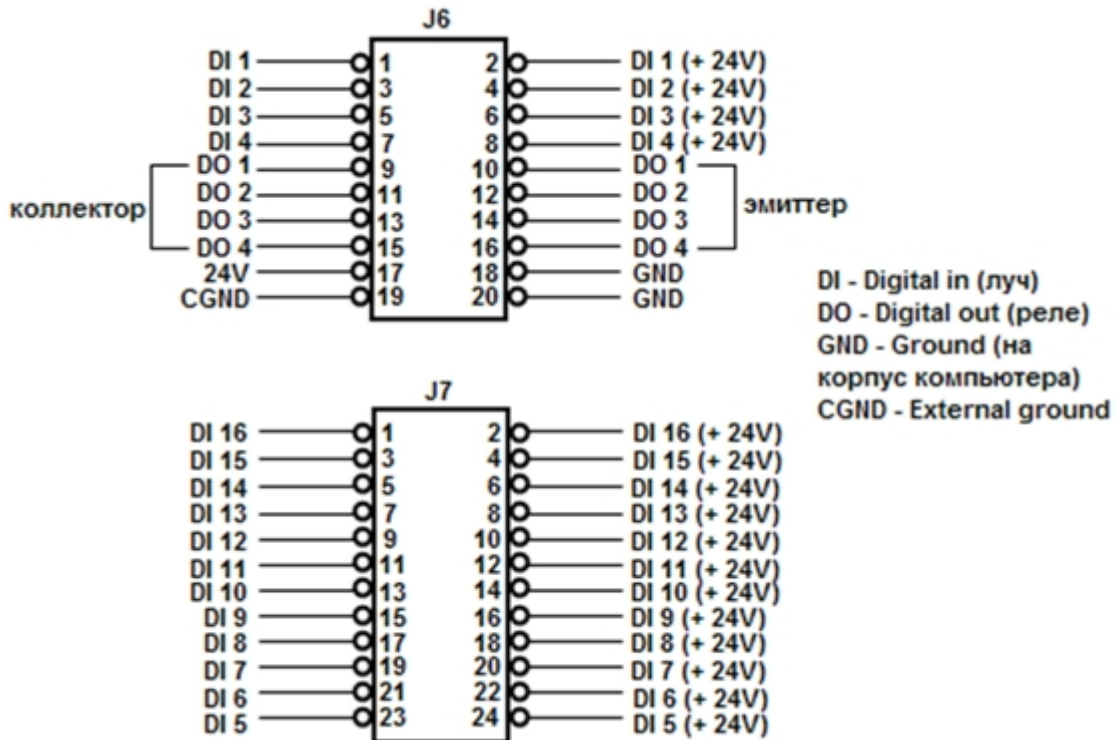 J6
DI 1 1 2 DI 1 (+ 24V)
DI 2 3 4 DI 2 (+ 24V)
DI 3 5 6 DI 3 (+ 24V)
DI 4 7 8 DI 4 (+ 24V)
DO 1 9 10 DO 1
DO 2 11 12 DO 2
коллектор эмиттер
DO 3 13 14 DO 3
DO 4 15 16 DO 4
24V 17 18 GND
CGND 19 20 GND
DI - Digital in (луч)
DO - Digital out (реле)
GND - Ground (на
корпус компьютера)
CGND - External ground
J7
DI 16 1 2 DI 16 (+ 24V)
DI 15 3 4 DI 15 (+ 24V)
DI 14 5 6 DI 14 (+ 24V)
DI 13 7 8 DI 13 (+ 24V)
DI 12 9 10 DI 12 (+ 24V)
DI 11 11 12 DI 11 (+ 24V)
DI 10 13 14 DI 10 (+ 24V)
DI 9 15 16 DI 9 (+ 24V)
DI 8 17 18 DI 8 (+ 24V)
DI 7 19 20 DI 7 (+ 24V)
DI 6 21 22 DI 6 (+ 24V)
DI 5 23 24 DI 5 (+ 24V)